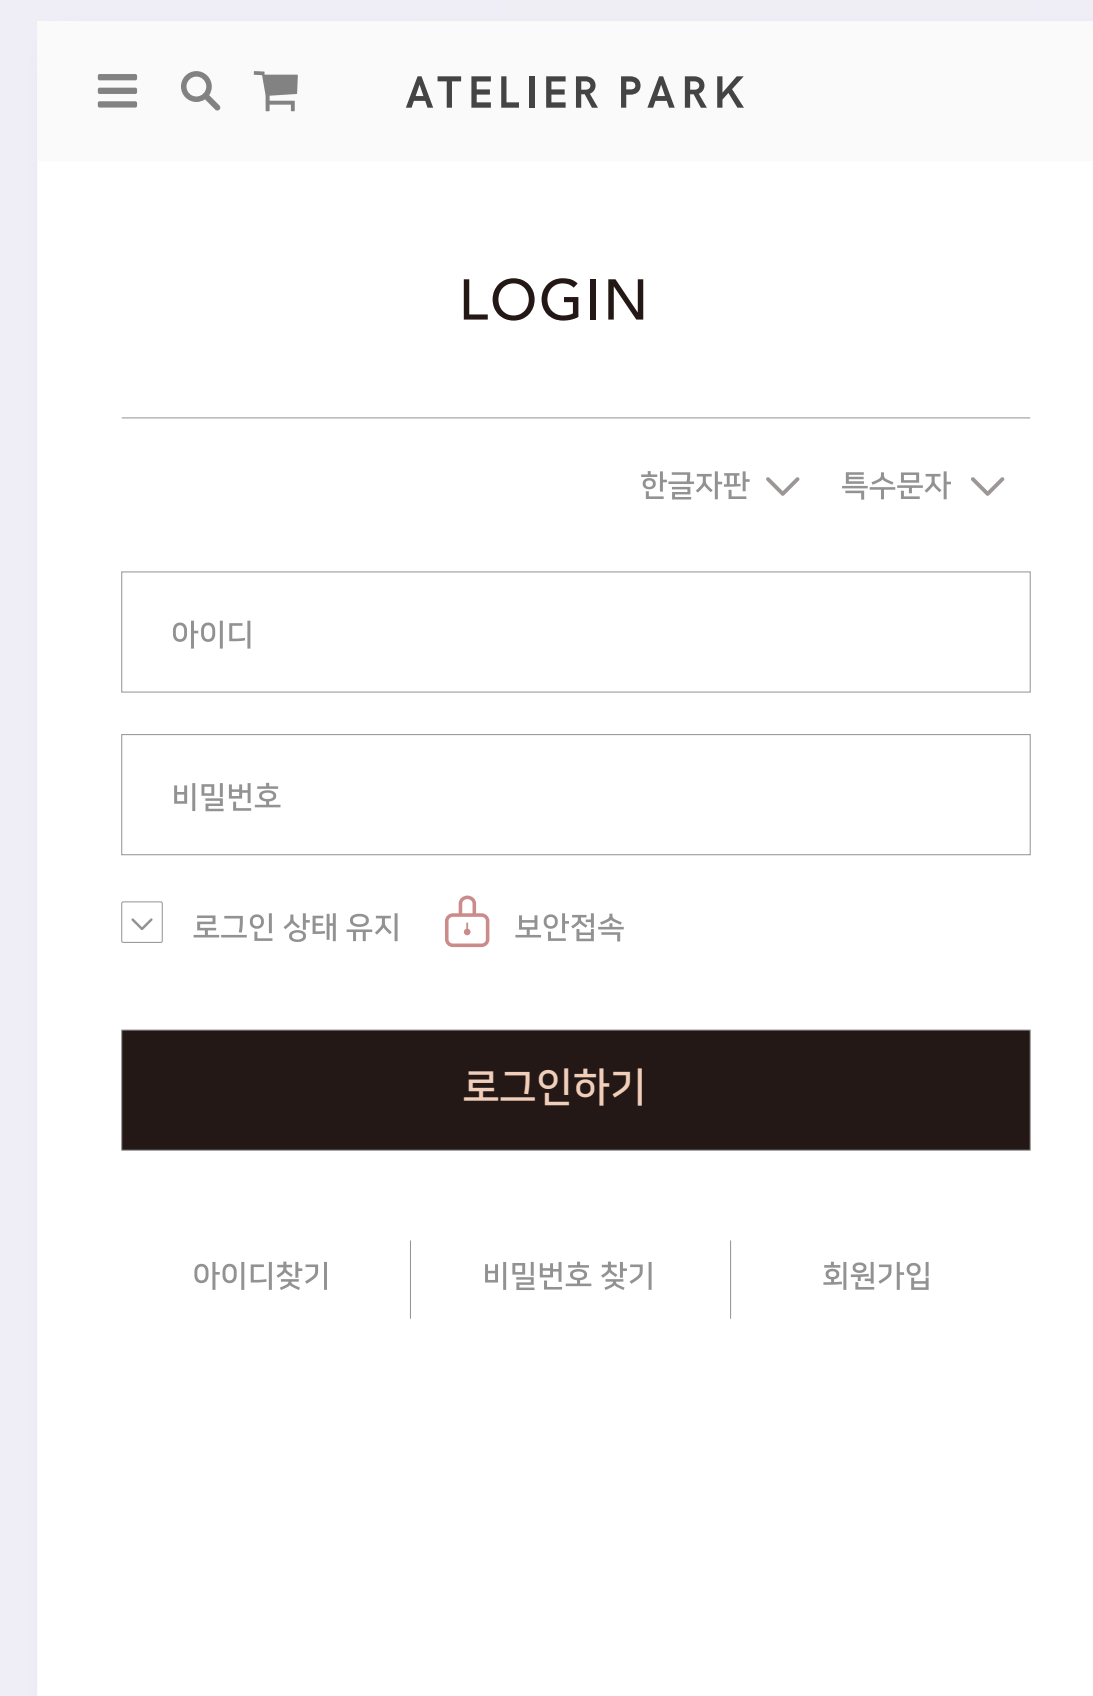 ATELIER PARK
LOGIN
한글자판 특수문자
아이디
비밀번호
로그인 상태 유지 보안접속
로그인하기
아이디찾기 비밀번호 찾기 회원가입